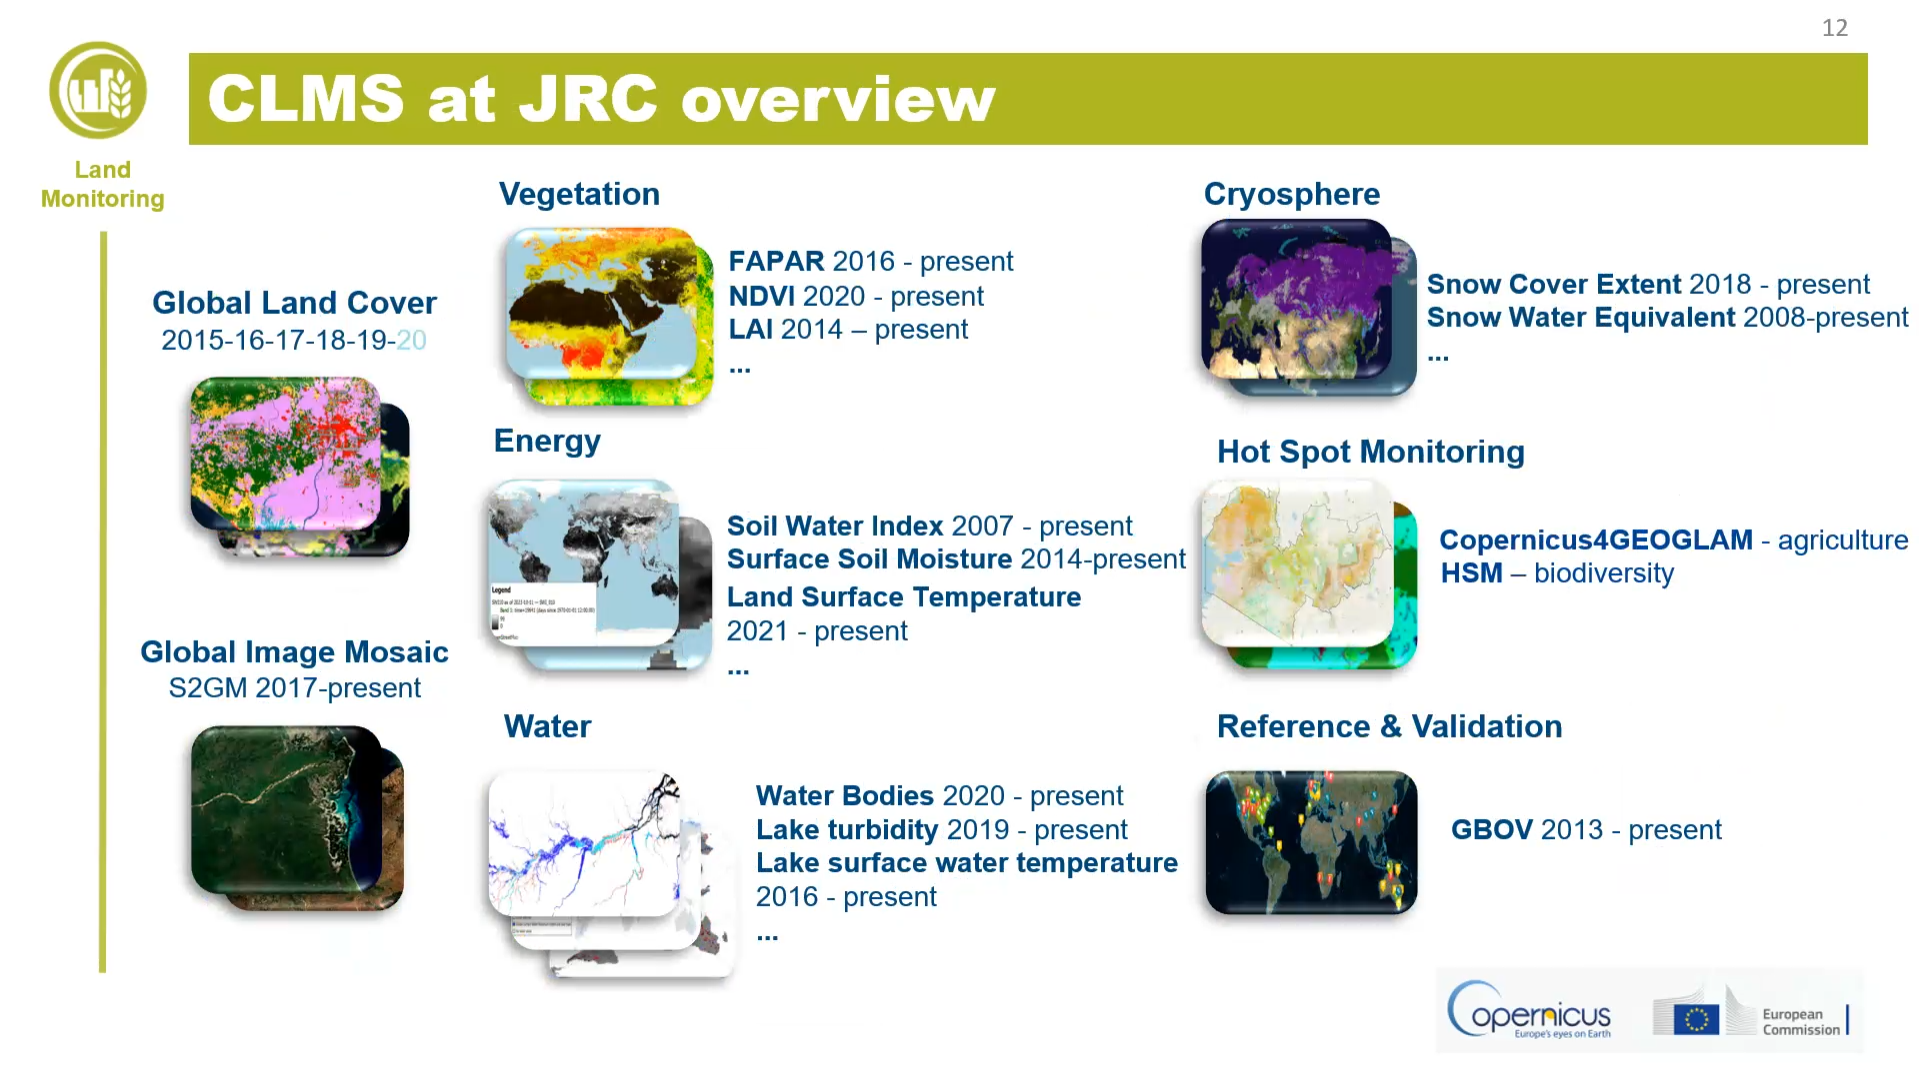 12
CLMS at JRC overview
Land
Monitoring
Global Land Cover
2015-16-17-18-19-20
Global Image Mosaic
S2GM 2017-present
Vegetation
FAPAR 2016 - present
NDVI 2020 - present
LAI 2014 – present
...
Energy
Legend
Soil Water Index 2007 - present
Surface Soil Moisture 2014-present
Land Surface Temperature
2021 - present
...
Water
Water Bodies 2020 - present
Lake turbidity 2019 - present
Lake surface water temperature
2016 - present
...
Cryosphere
Snow Cover Extent 2018 - present
Snow Water Equivalent 2008-present
...
Hot Spot Monitoring
Copernicus4GEOGLAM - agriculture
HSM – biodiversity
Reference & Validation
GBOV 2013 - present
Copernicus
Europe's eyes on Earth
European
Commission